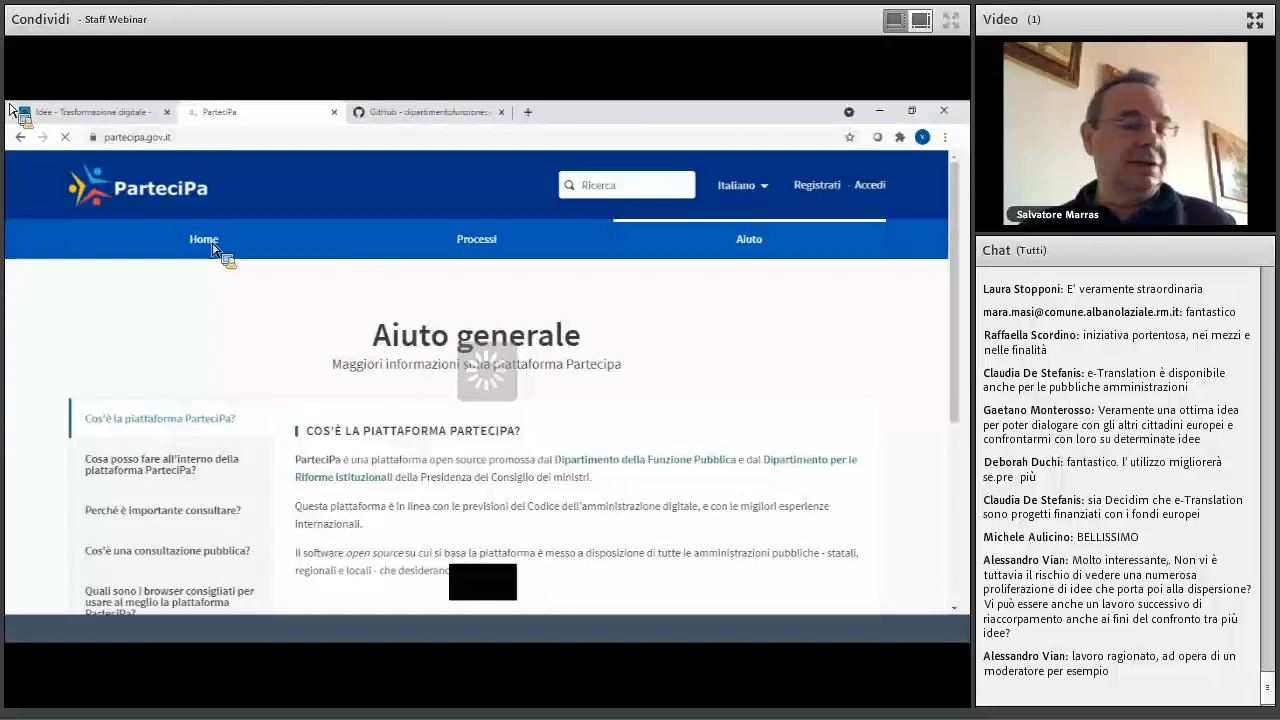 Condividi - Staff Webinar
Idee - Trasformazione digitale -
ParteciPa
GitHub - dipartimentofunzione
partecipa.gov.it
ParteciPa
Ricerca
Italiano
Registrati · Accedi
Home
Processi
Aiuto
Aiuto generale
Maggiori informazioni sulla piattaforma Partecipa
Cos'è la piattaforma ParteciPa?
Cosa posso fare all'interno della
piattaforma ParteciPa?
Perché è importante consultare?
Cos'è una consultazione pubblica?
Quali sono i browser consigliati per
usare al meglio la piattaforma
ParteciPa?
COS'È LA PIATTAFORMA PARTECIPA?
ParteciPa è una piattaforma open source promossa dal Dipartimento della Funzione Pubblica e dal Dipartimento per le
Riforme istituzionali della Presidenza del Consiglio dei ministri.
Questa piattaforma è in linea con le previsioni del Codice dell'amministrazione digitale, e con le migliori esperienze
internazionali.
Il software open source su cui si basa la piattaforma è messo a disposizione di tutte le amministrazioni pubbliche - statali,
regionali e locali - che desiderano
Video (1)
Salvatore Marras
Chat (Tutti)
Laura Stopponi: E' veramente straordinaria
mara.masi@comune.albanolaziale.rm.it: fantastico
Raffaella Scordino: iniziativa portentosa, nei mezzi e
nelle finalità
Claudia De Stefanis: e-Translation è disponibile
anche per le pubbliche amministrazioni
Gaetano Monterosso: Veramente una ottima idea
per poter dialogare con gli altri cittadini europei e
confrontarmi con loro su determinate idee
Deborah Duchi: fantastico. l' utilizzo migliorerà
se.pre più
Claudia De Stefanis: sia Decidim che e-Translation
sono progetti finanziati con i fondi europei
Michele Aulicino: BELLISSIMO
Alessandro Vian: Molto interessante,. Non vi è
tuttavia il rischio di vedere una numerosa
proliferazione di idee che porta poi alla dispersione?
Vi può essere anche un lavoro successivo di
riaccorpamento anche ai fini del confronto tra più
idee?
Alessandro Vian: lavoro ragionato, ad opera di un
moderatore per esempio